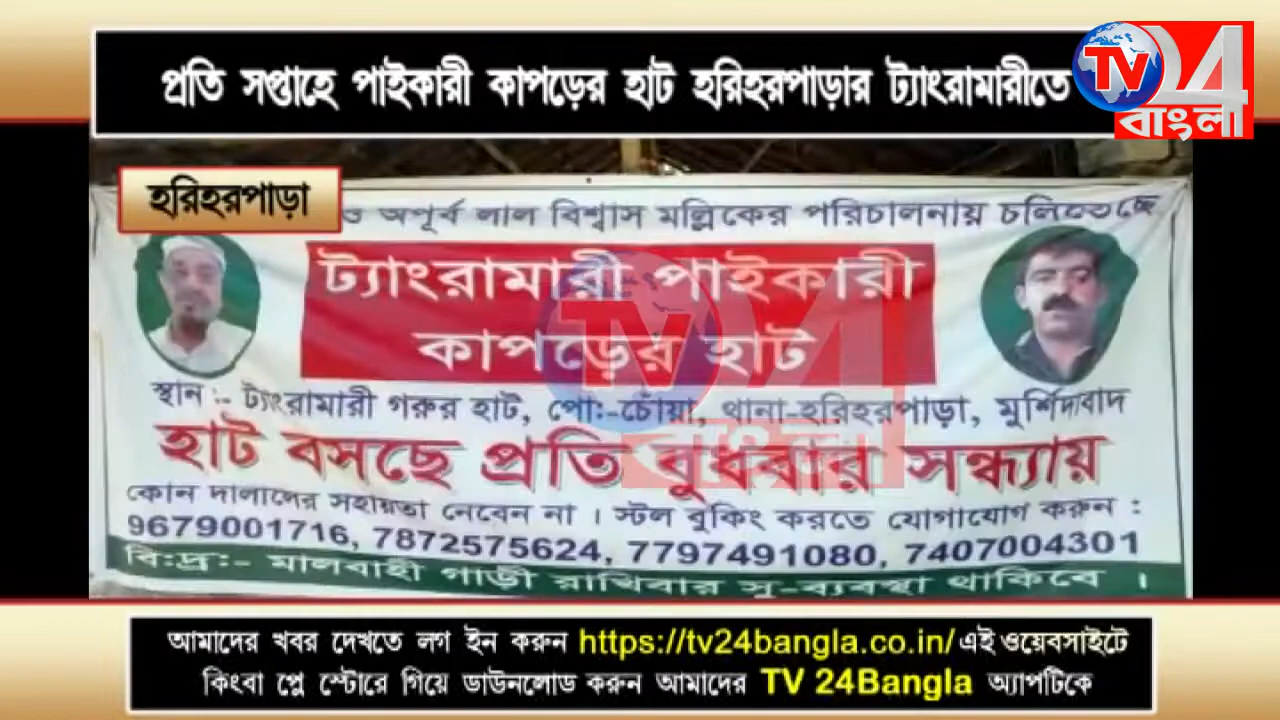 প্রতি সপ্তাহে পাইকারী কাপড়ের হাট হরিহরপাড়ার ট্যাংরামারীতে
TV 24
বাংলা
হরিহরপাড়া
ও অপূর্ব লাল বিশ্বাস মল্লিকের পরিচালনায় চলিতেছে
ট্যাংরামারী পাইকারী
কাপড়ের হাট
TV 24
বাংলা
স্থান :- ট্যংরামারী গরুর হাট, পো:-চোঁয়া, থানা-হরিহরপাড়া, মুর্শিদাবাদ
হাট বসছে প্রতি বুধবার সন্ধ্যায়
কোন দালালের সহায়তা নেবেন না । স্টল বুকিং করতে যোগাযোগ করুন :
9679001716, 7872575624, 7797491080, 7407004301
বি:দ্র:- মালবাহী গাড়ী রাখিবার সু-ব্যবস্থা থাকিবে ।
আমাদের খবর দেখতে লগ ইন করুন https://tv24bangla.co.in/ এই ওয়েবসাইটে
কিংবা প্লে স্টোরে গিয়ে ডাউনলোড করুন আমাদের TV 24Bangla অ্যাপটিকে